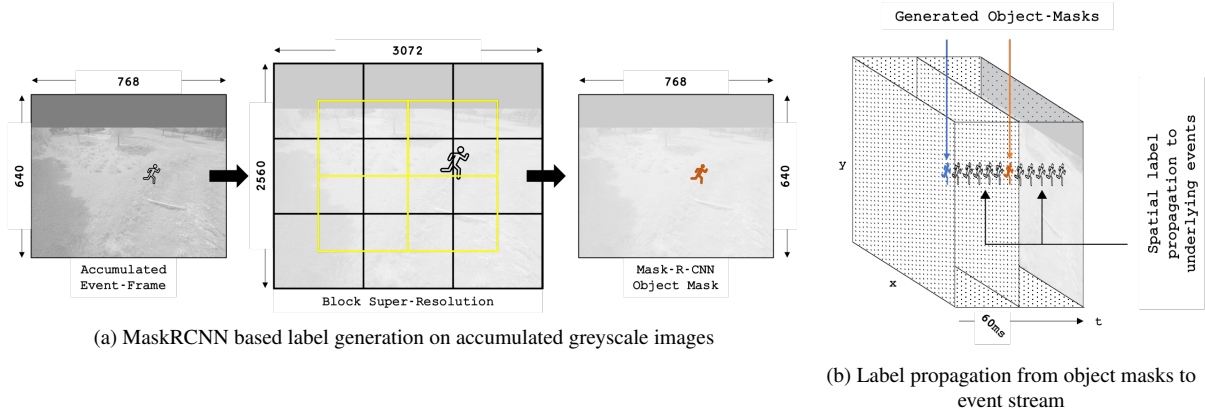 768
640
Accumulated
Event-Frame
3072
2560
Block Super-Resolution
768
640
Mask-R-CNN
Object Mask
(a) MaskRCNN based label generation on accumulated greyscale images
Generated Object-Masks
y
x
60ms
t
Spatial label
propagation to
underlying events
(b) Label propagation from object masks to
event stream